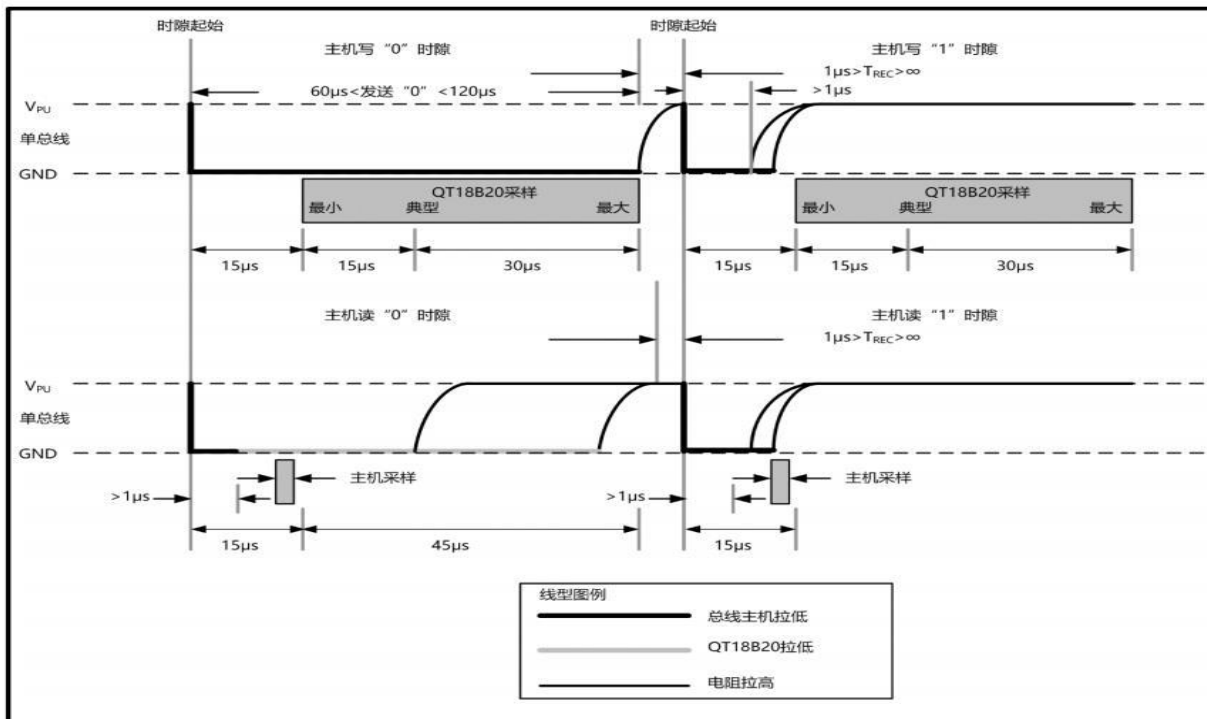 时隙起始
时隙起始
主机写“0”时隙
主机写“1”时隙
1μs>TREC>∞
60μs<发送“0”<120μs
>1μs
VPU
单总线
GND
QT18B20采样
最小 典型 最大
QT18B20采样
最小 典型 最大
15μs
15μs
30μs
15μs
15μs
30μs
主机读“0”时隙
主机读“1”时隙
1μs>TREC>∞
VPU
单总线
GND
主机采样
主机采样
>1μs
>1μs
15μs
45μs
15μs
线型图例
总线主机拉低
QT18B20拉低
电阻拉高